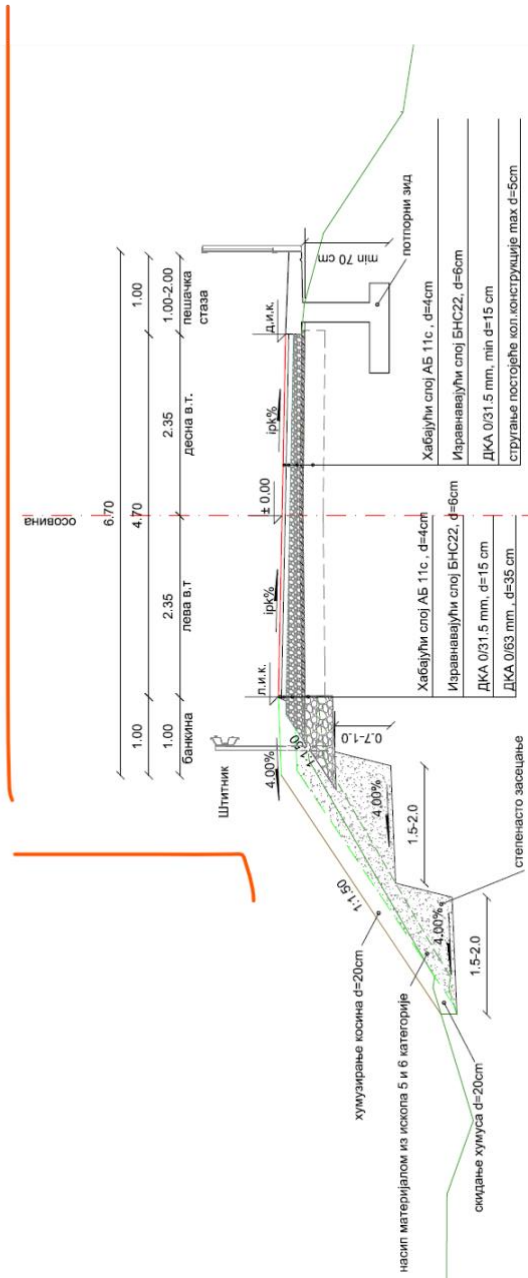 осовина
6.70
1.00
4.70
1.00
1.00
2.35
2.35
1.00-2.00
банкина
лева в.т
десна в.т.
пешачка
стаза
Штитник
4.00%
л.и.к.
ipk%
± 0.00
ipk%
д.и.к.
1:1.50
1:1.50
min 70 cm
0.7-1.0
4.00%
1.5-2.0
4.00%
1.5-2.0
хумузирање косина d=20cm
насип материјалом из ископа 5 и 6 категорије
скидање хумуса d=20cm
степенасто засецање
потпорни зид
Хабајући слој АБ 11с , d=4cm
Изравнавајући слој БНС22, d=6cm
ДКА 0/31.5 mm, d=15 cm
ДКА 0/63 mm , d=35 cm
Хабајући слој АБ 11с , d=4cm
Изравнавајући слој БНС22, d=6cm
ДКА 0/31.5 mm, min d=15 cm
стругање постојеће кол.конструкције max d=5cm